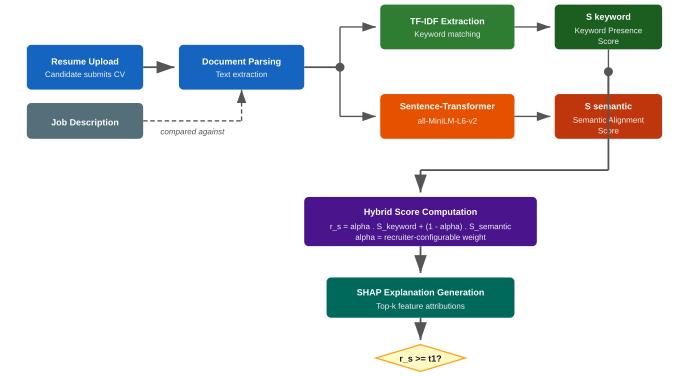 Resume Upload
Candidate submits CV
Document Parsing
Text extraction
Job Description
compared against
TF-IDF Extraction
Keyword matching
S keyword
Keyword Presence
Score
Sentence-Transformer
all-MiniLM-L6-v2
S semantic
Semantic Alignment
Score
Hybrid Score Computation
r_s = alpha . S_keyword + (1 - alpha) . S_semantic
alpha = recruiter-configurable weight
SHAP Explanation Generation
Top-k feature attributions
r_s >= t1?